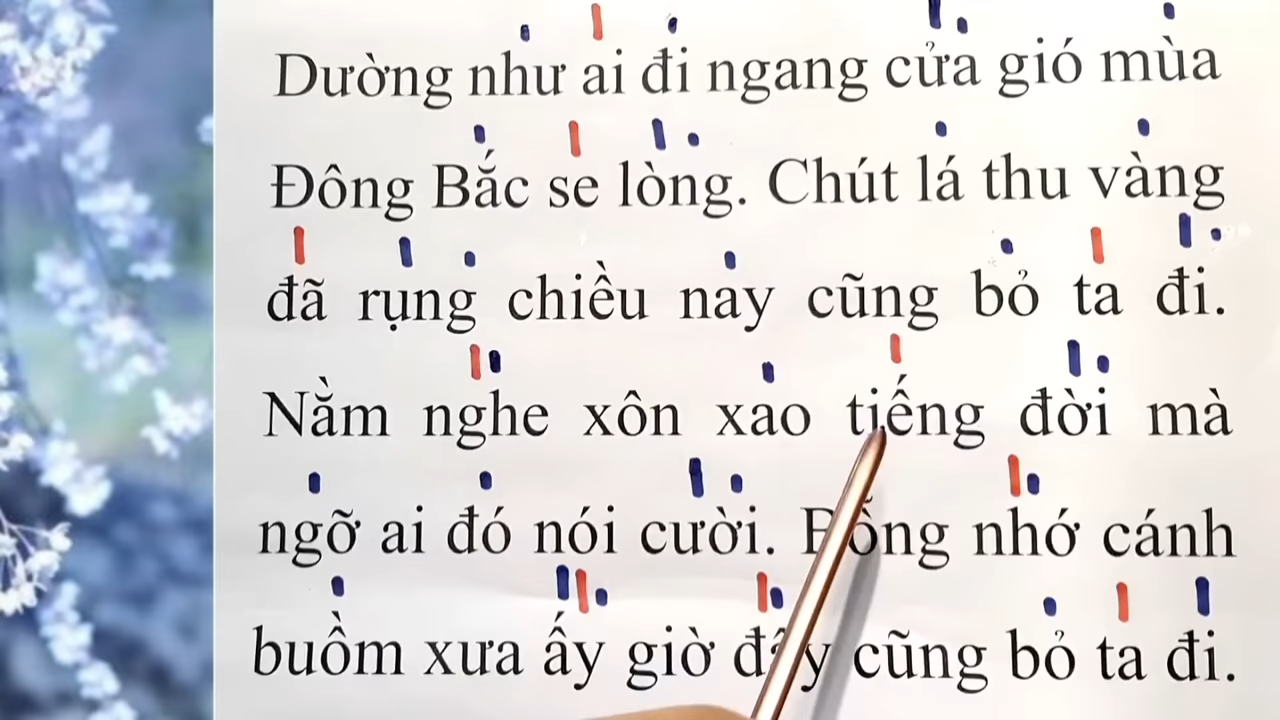 Dường như ai đi ngang cửa gió mùa
Đông Bắc se lòng. Chút lá thu vàng
đã rụng chiều nay cũng bỏ ta đi.
Nằm nghe xôn xao tiếng đời mà
ngỡ ai đó nói cười. Bỗng nhớ cánh
buồm xưa ấy giờ đây cũng bỏ ta đi.